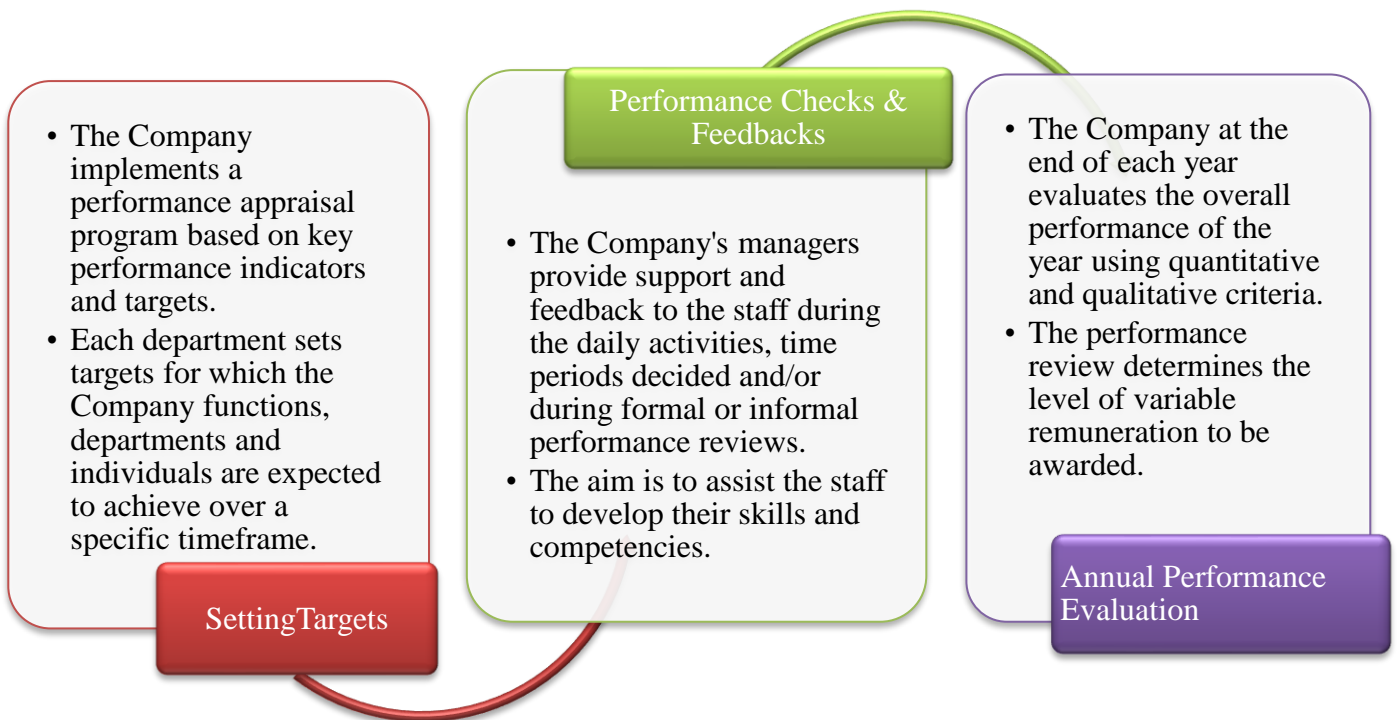 • The Company
implements a
performance appraisal
program based on key
performance indicators
and targets.
• Each department sets
targets for which the
Company functions,
departments and
individuals are expected
to achieve over a
specific timeframe.
SettingTargets
Performance Checks &
Feedbacks
• The Company's managers
provide support and
feedback to the staff during
the daily activities, time
periods decided and/or
during formal or informal
performance reviews.
• The aim is to assist the staff
to develop their skills and
competencies.
• The Company at the
end of each year
evaluates the overall
performance of the
year using quantitative
and qualitative criteria.
• The performance
review determines the
level of variable
remuneration to be
awarded.
Annual Performance
Evaluation